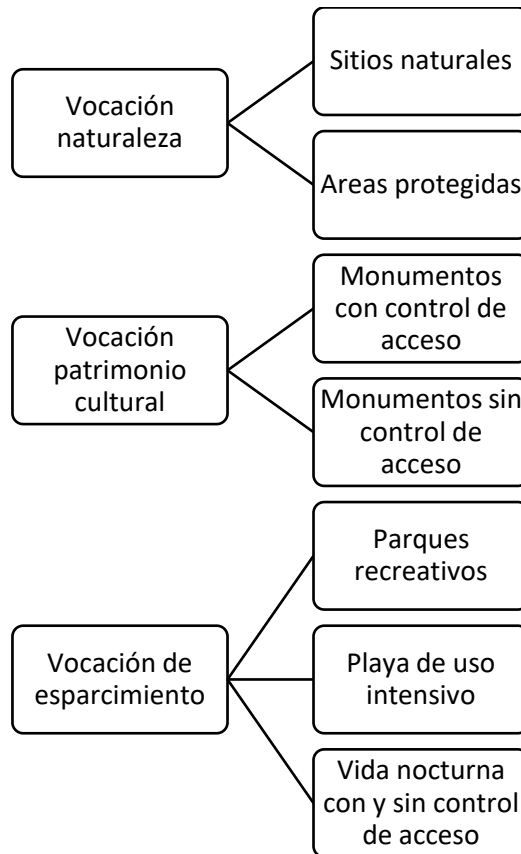 Vocación
naturaleza
Sitios naturales
Areas protegidas
Vocación
patrimonio
cultural
Monumentos
con control de
acceso
Monumentos sin
control de
acceso
Vocación de
esparcimiento
Parques
recreativos
Playa de uso
intensivo
Vida nocturna
con y sin control
de acceso